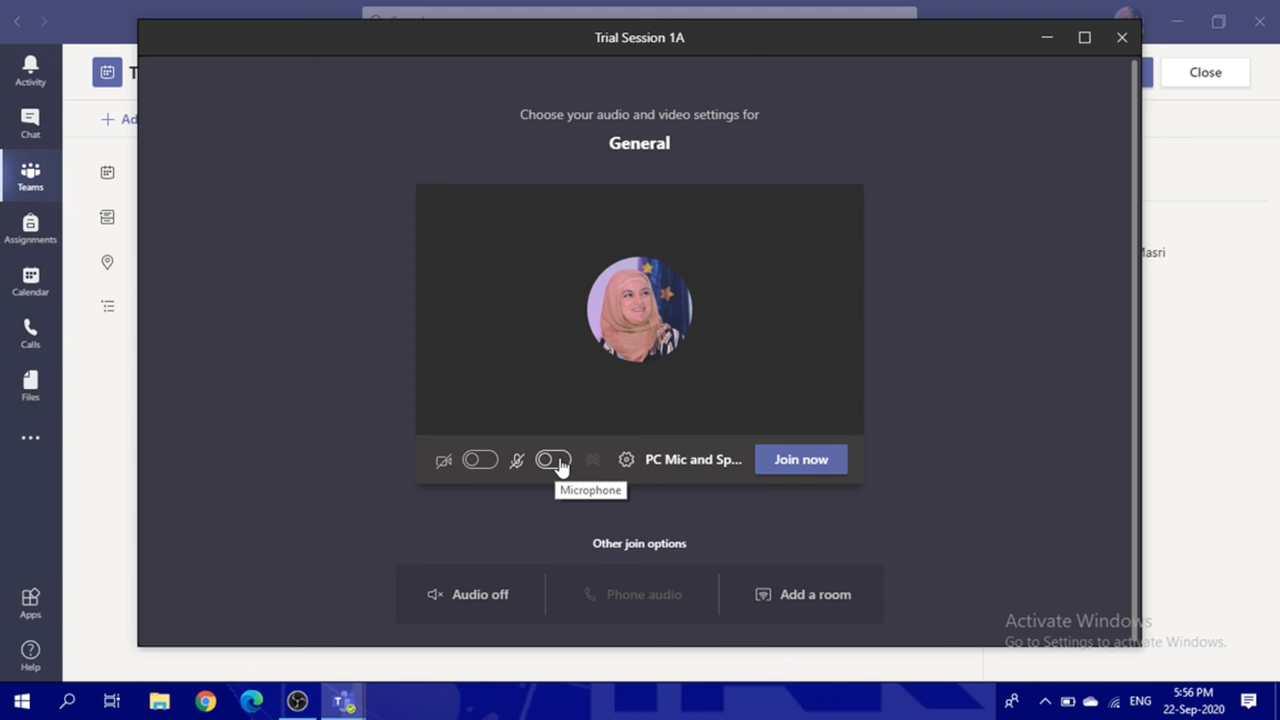 Trial Session 1A
Activity
Chat
Teams
Assignments
Calendar
Calls
Files
Apps
Help
T
Close
Ad
Choose your audio and video settings for
General
Masri
PC Mic and Sp...
Join now
Microphone
Other join options
Audio off
Phone audio
Add a room
Activate Windows
Go to Settings to activate Windows.
ENG
5:56 PM
22-Sep-2020